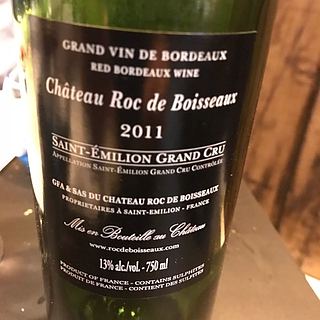 GRAND VIN DE BORDEAUX
RED BORDEAUX WINE
Château Roc de Boisseaux
2011
SAINT-ÉMILION GRAND CRU
APPELLATION SAINT-ÉMILION GRAND CRU CONTRÔLÉE
GFA & SAS DU CHATEAU ROC DE BOISSEAUX
PROPRIETAIRES À SAINT-EMILION - FRANCE
Mis en Bouteille au Château
www.rocdeboisseaux.com
13% alc./vol. - 750 ml
PRODUCT OF FRANCE - CONTAINS SULPHITES
PRODUIT DE FRANCE - CONTIENT DES SULFITES